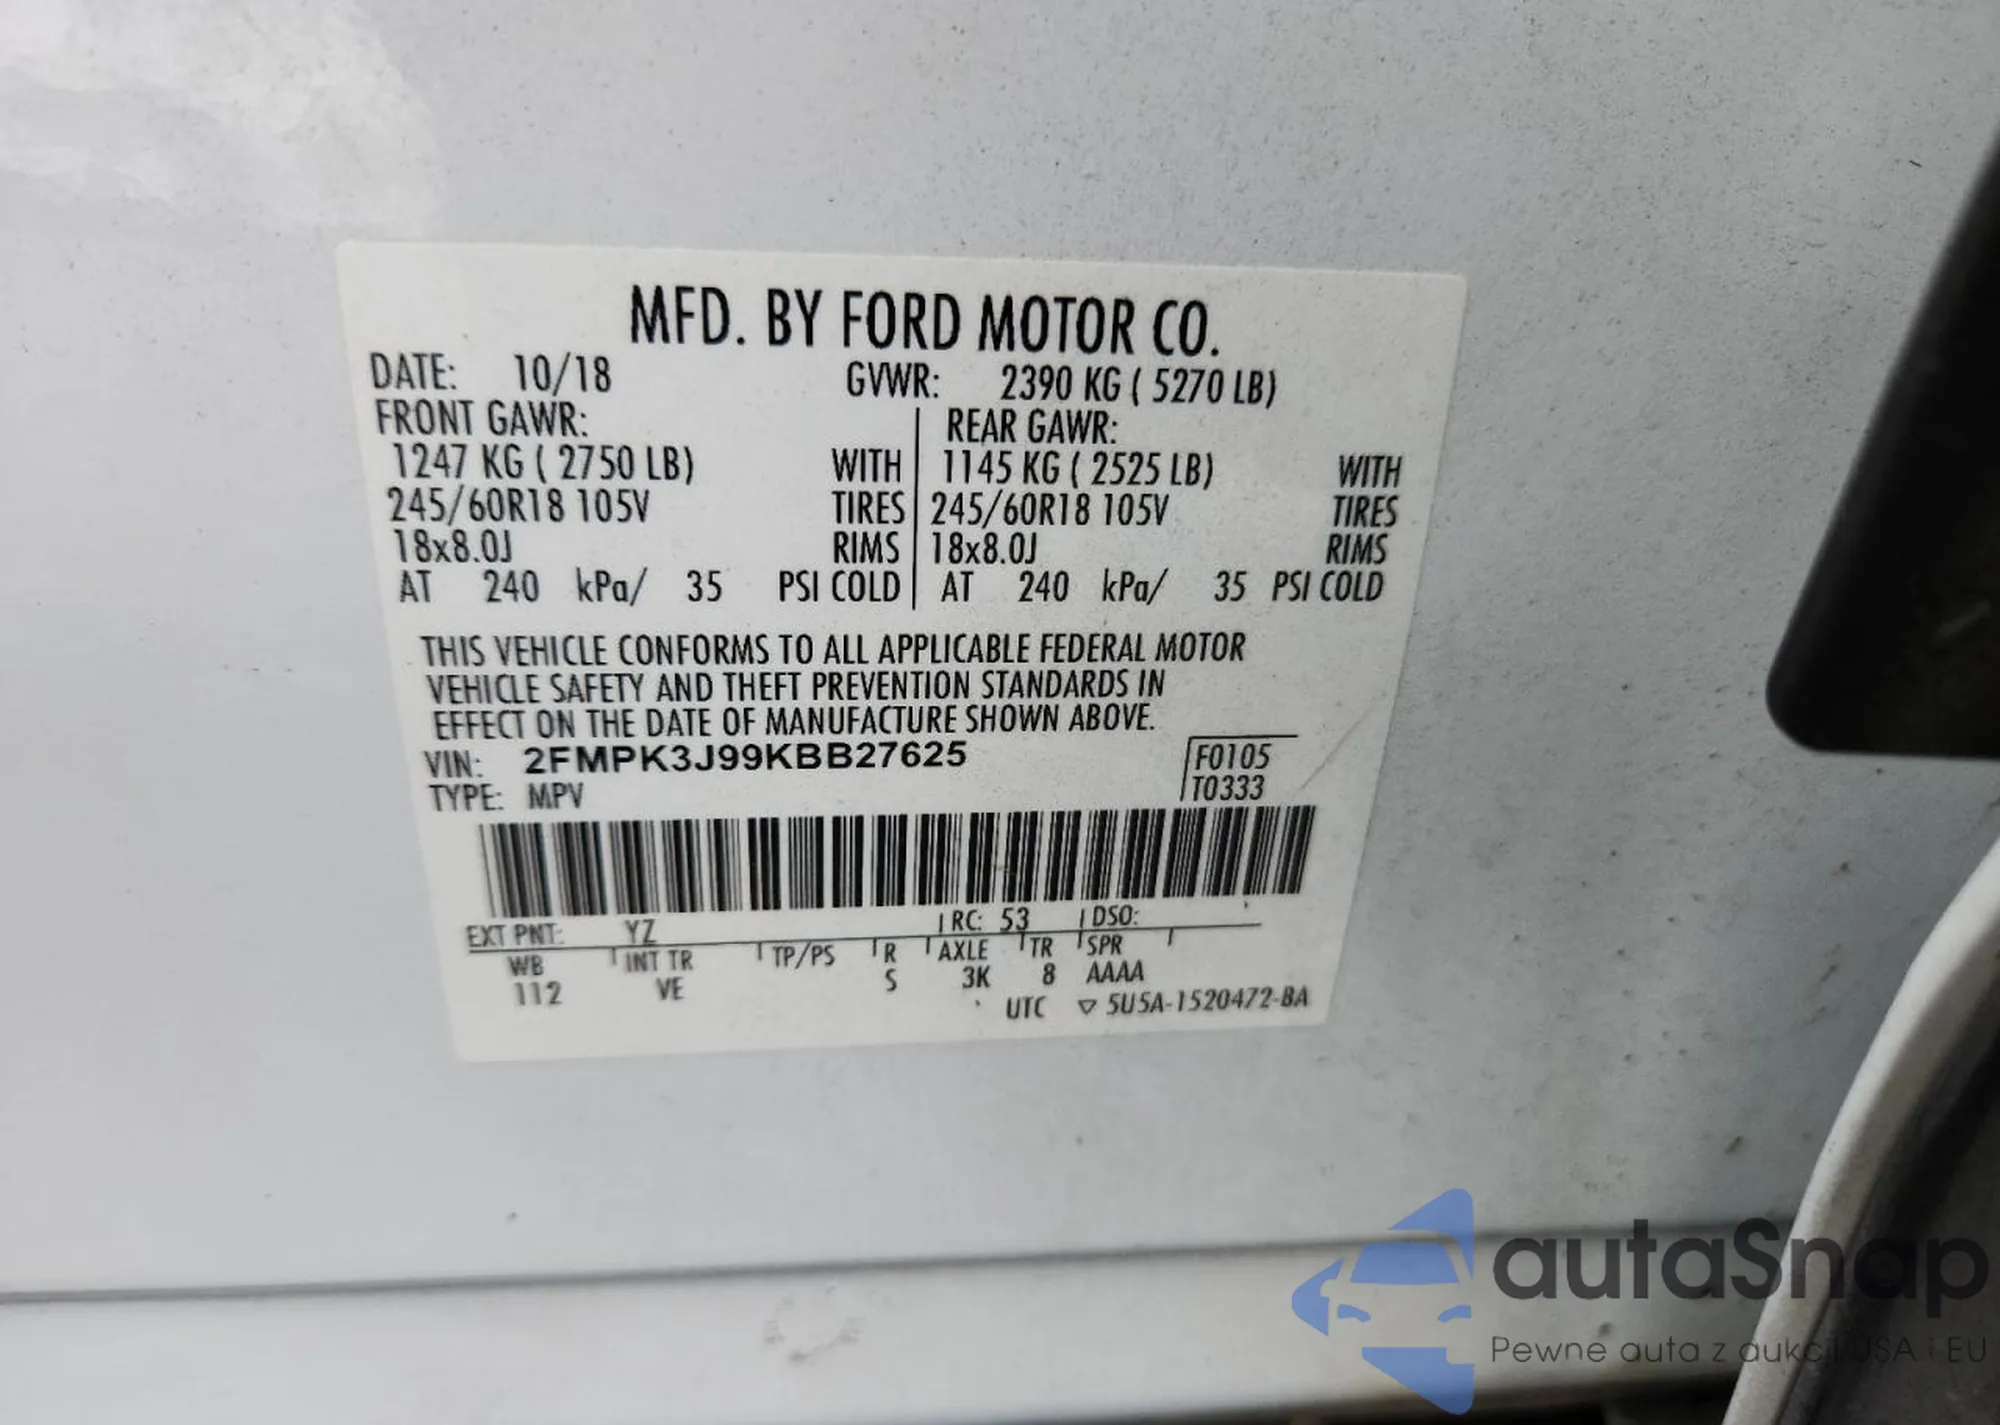 MFD. BY FORD MOTOR CO.
DATE: 10/18 GVWR: 2390 KG ( 5270 LB)
FRONT GAWR: REAR GAWR:
1247 KG ( 2750 LB) WITH 1145 KG ( 2525 LB) WITH
245/60R18 105V TIRES 245/60R18 105V TIRES
18x8.0J RIMS 18x8.0J RIMS
AT 240 kPa/ 35 PSI COLD AT 240 kPa/ 35 PSI COLD
THIS VEHICLE CONFORMS TO ALL APPLICABLE FEDERAL MOTOR
VEHICLE SAFETY AND THEFT PREVENTION STANDARDS IN
EFFECT ON THE DATE OF MANUFACTURE SHOWN ABOVE.
VIN: 2FMPK3J99KBB27625 F0105
TYPE: MPV T0333
EXT PNT: YZ RC: 53 DSO:
WB INT TR TP/PS R AXLE TR SPR
112 VE S 3K 8 AAAA
UTC ▽ 5U5A-1520472-BA
autaSnap
Pewne auta z aukcji USA i EU